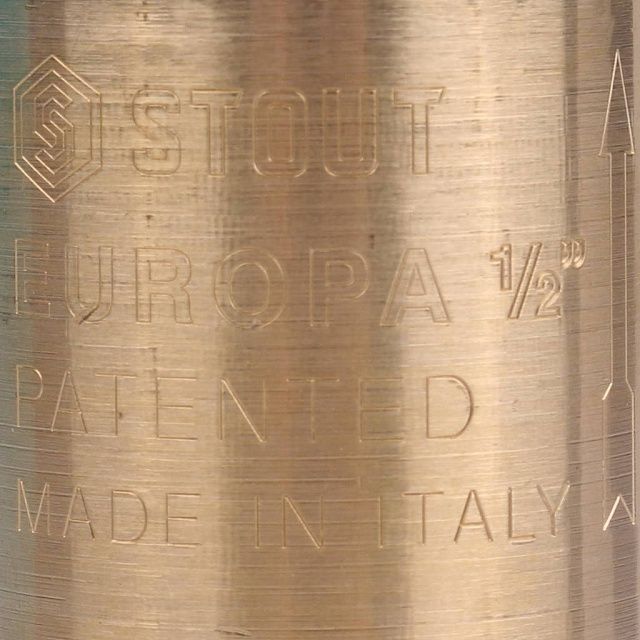 S STOUT
EUROPA ½”
PATENTED
MADE IN ITALY